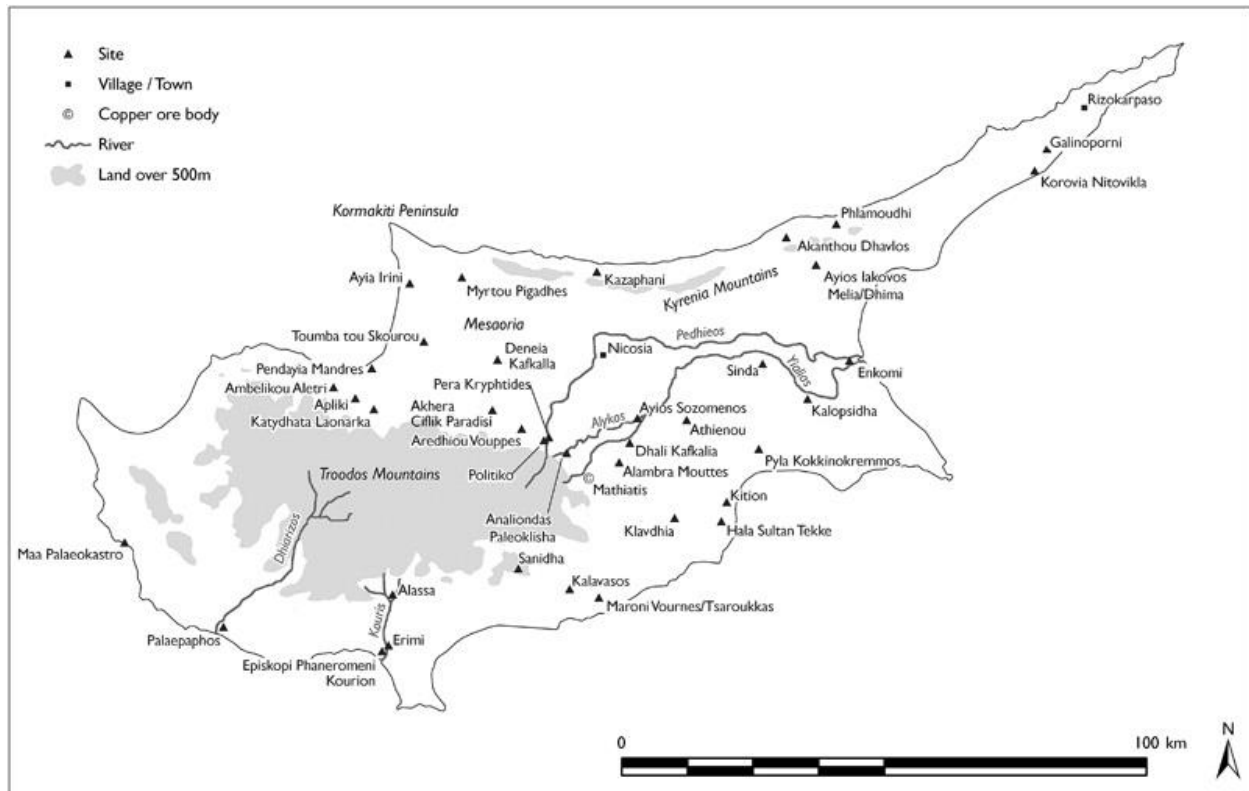 Site
Village / Town
© Copper ore body
River
Land over 500m
Kormakiti Peninsula
Rizokarpaso
Galinoporni
Korovia Nitovikla
Phlamoudhi
Akanthou Dhavlos
Ayios Iakovos
Melia/Dhima
Kazaphani
Kyrenia Mountains
Ayia Irini
Myrtou Pigadhes
Toumba tou Skourou
Mesaoria
Pedhieos
Nicosia
Deneia
Kafkalla
Pendayia Mandres
Ambelikou Aletri
Apliki
Katydhata Laonarka
Pera Kryphtides
Akhera
Ciflik Paradisi
Aredhiou Vouppes
Politiko
Sinda
Yialias
Enkomi
Kalopsidha
Alykos
Ayios Sozomenos
Athienou
Dhali Kafkalia
Alambra Mouttes
©
Mathiatis
Pyla Kokkinokremmos
Troodos Mountains
Analiondas
Paleoklisha
Kition
Klavdhia
Hala Sultan Tekke
Maa Palaeokastro
Dhiarizos
Sanidha
Kalavasos
Maroni Vournes/Tsaroukkas
Alassa
Kouris
Palaepaphos
Erimi
Episkopi Phaneromeni
Kourion
0
100 km
N